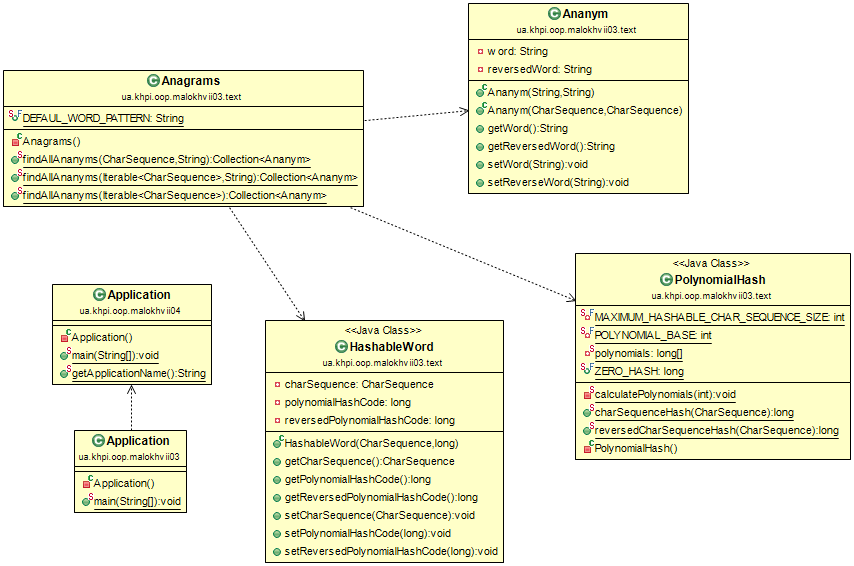 Ananym
ua.khpi.oop.malokhvii03.text
word: String
reversedWord: String
Ananym(String,String)
Ananym(CharSequence,CharSequence)
getWord():String
getReversedWord():String
setWord(String):void
setReverseWord(String):void
Anagrams
ua.khpi.oop.malokhvii03.text
DEFAUL_WORD_PATTERN: String
Anagrams()
findAllAnanyms(CharSequence,String):Collection<Ananym>
findAllAnanyms(Iterable<CharSequence>,String):Collection<Ananym>
findAllAnanyms(Iterable<CharSequence>):Collection<Ananym>
<<Java Class>>
PolynomialHash
ua.khpi.oop.malokhvii03.text
MAXIMUM_HASHABLE_CHAR_SEQUENCE_SIZE: int
POLYNOMIAL_BASE: int
polynomials: long[]
ZERO_HASH: long
calculatePolynomials(int):void
charSequenceHash(CharSequence):long
reversedCharSequenceHash(CharSequence):long
PolynomialHash()
Application
ua.khpi.oop.malokhvii04
Application()
main(String[]):void
getApplicationName():String
<<Java Class>>
HashableWord
ua.khpi.oop.malokhvii03.text
charSequence: CharSequence
polynomialHashCode: long
reversedPolynomialHashCode: long
HashableWord(CharSequence,long)
getCharSequence():CharSequence
getPolynomialHashCode():long
getReversedPolynomialHashCode():long
setCharSequence(CharSequence):void
setPolynomialHashCode(long):void
setReversedPolynomialHashCode(long):void
Application
ua.khpi.oop.malokhvii03
Application()
main(String[]):void